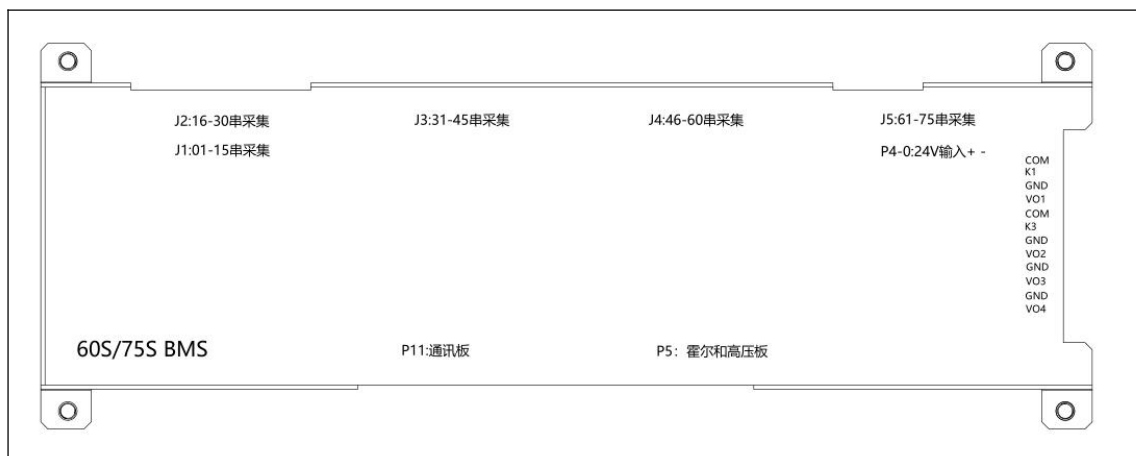 J2:16-30串采集
J3:31-45串采集
J4:46-60串采集
J5:61-75串采集
J1:01-15串采集
P4-0:24V输入+ -
COM
K1
GND
VO1
COM
K3
GND
VO2
GND
VO3
GND
VO4
60S/75S BMS
P11:通讯板
P5：霍尔和高压板